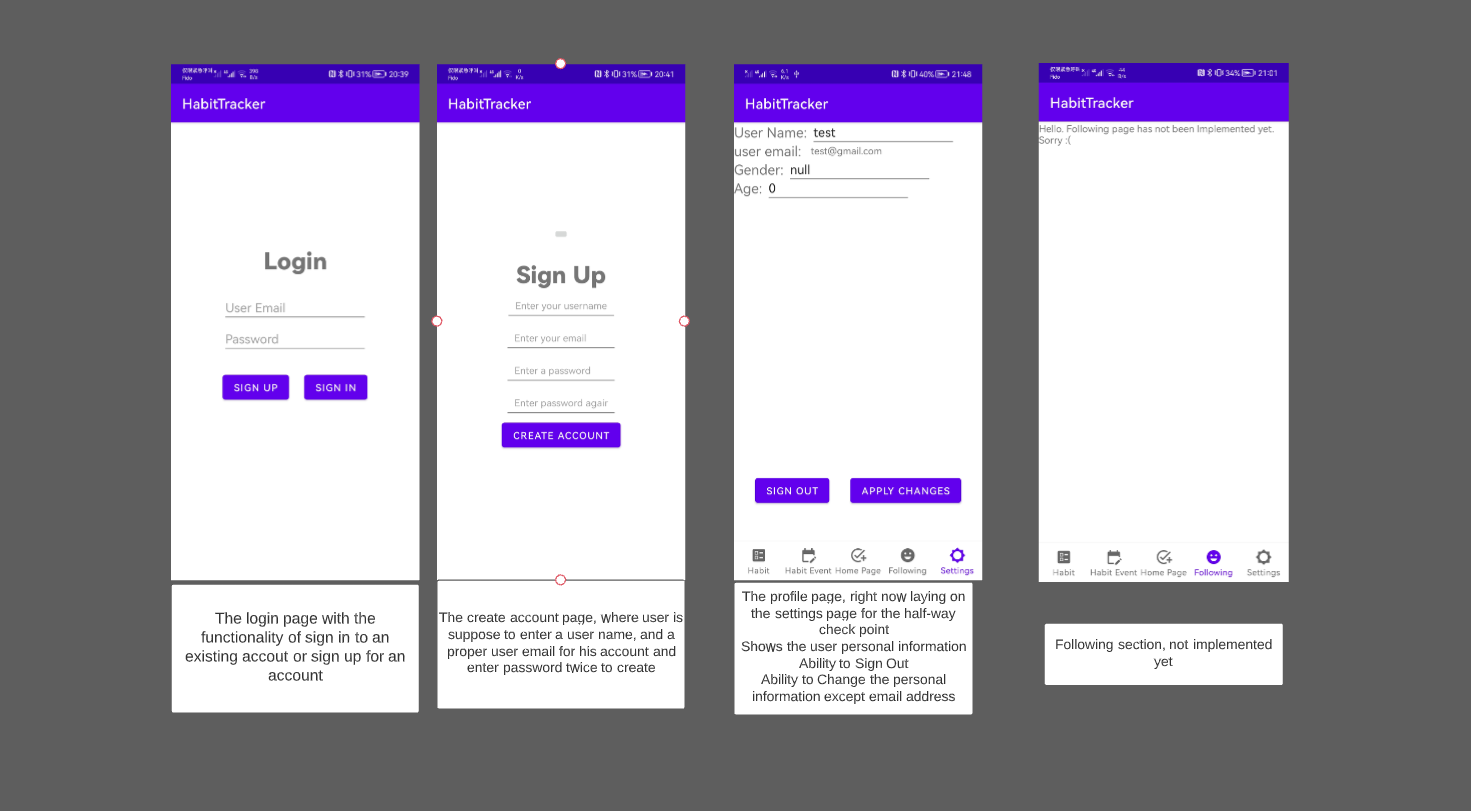 Fido
390
B/s
31%
20:39
HabitTracker
Login
User Email
Password
SIGN UP
SIGN IN
The login page with the
functionality of sign in to an
existing accout or sign up for an
account
Fido
0
K/s
31%
20:41
HabitTracker
Sign Up
Enter your username
Enter your email
Enter a password
Enter password agair
CREATE ACCOUNT
The create account page, where user is
suppose to enter a user name, and a
proper user email for his account and
enter password twice to create
6.1
K/s
40%
21:48
HabitTracker
User Name: test
user email: test@gmail.com
Gender: null
Age: 0
SIGN OUT
APPLY CHANGES
Habit
Habit Event
Home Page
Following
Settings
The profile page, right now laying on
the settings page for the half-way
check point
Shows the user personal information
Ability to Sign Out
Ability to Change the personal
information except email address
Fido
44
B/s
34%
21:01
HabitTracker
Hello. Following page has not been Implemented yet.
Sorry :(
Habit
Habit Event
Home Page
Following
Settings
Following section, not implemented
yet